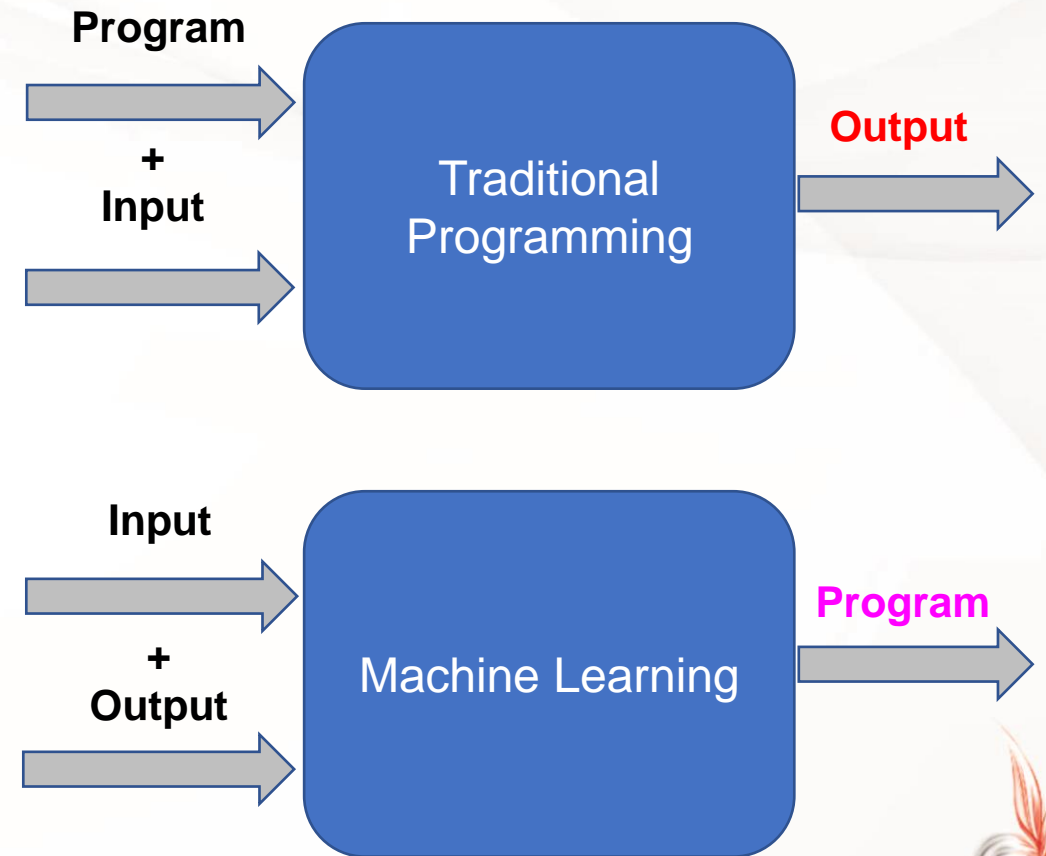 Program
+
Input
Traditional
Programming
Output
Input
+
Output
Machine Learning
Program